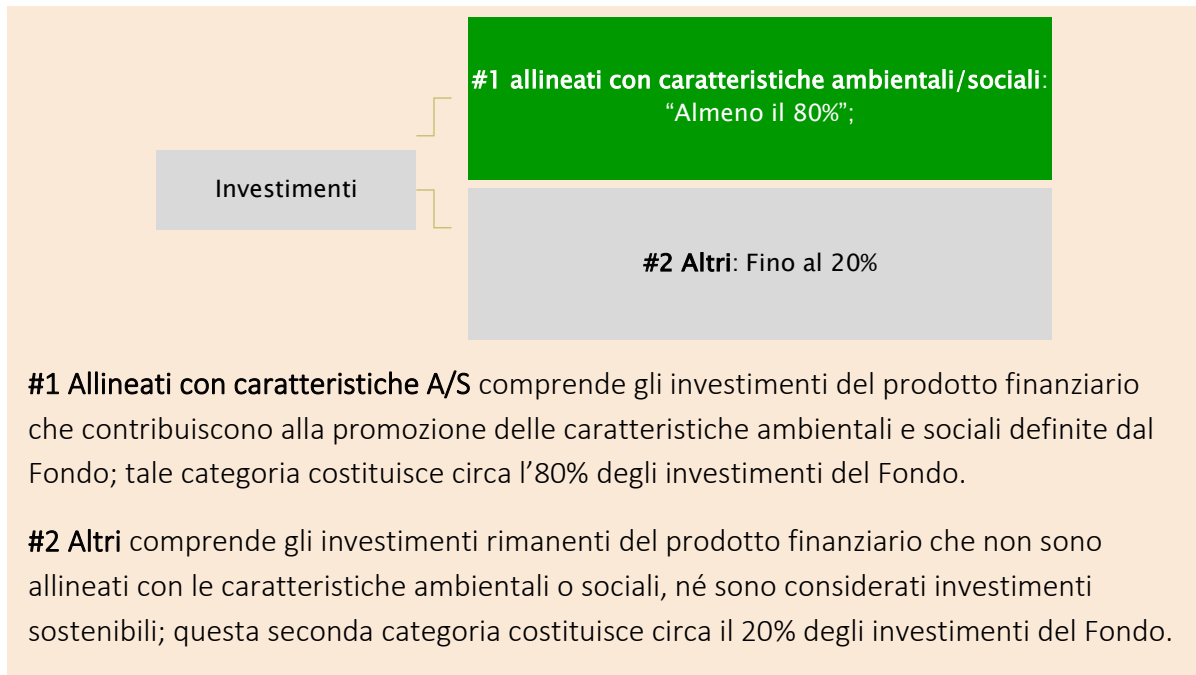 #1 allineati con caratteristiche ambientali/sociali:
“Almeno il 80%”;
Investimenti
#2 Altri: Fino al 20%
#1 Allineati con caratteristiche A/S comprende gli investimenti del prodotto finanziario
che contribuiscono alla promozione delle caratteristiche ambientali e sociali definite dal
Fondo; tale categoria costituisce circa l’80% degli investimenti del Fondo.
#2 Altri comprende gli investimenti rimanenti del prodotto finanziario che non sono
allineati con le caratteristiche ambientali o sociali, né sono considerati investimenti
sostenibili; questa seconda categoria costituisce circa il 20% degli investimenti del Fondo.